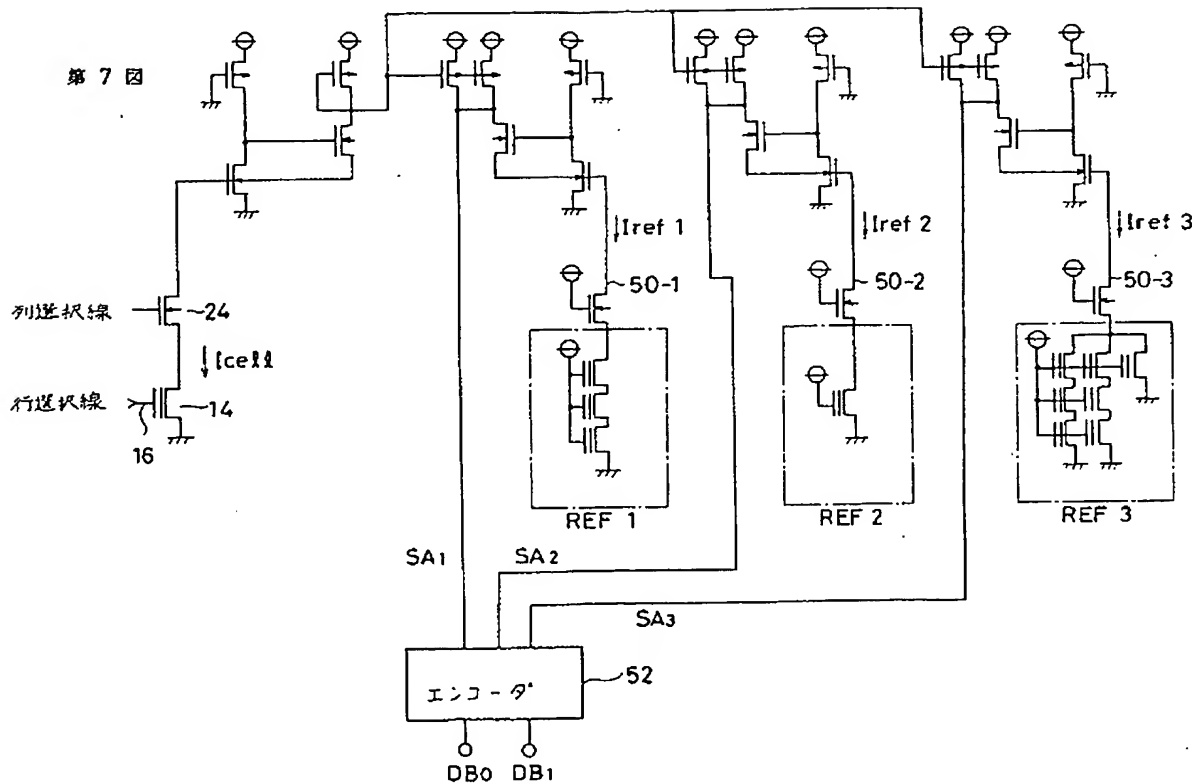 第 7 図
Iref 1
Iref 2
Iref 3
50-1
50-2
50-3
列選択線
24
Icell
行選択線
14
16
REF 1
REF 2
REF 3
SA1
SA2
SA3
エンコーダ
52
DB0
DB1